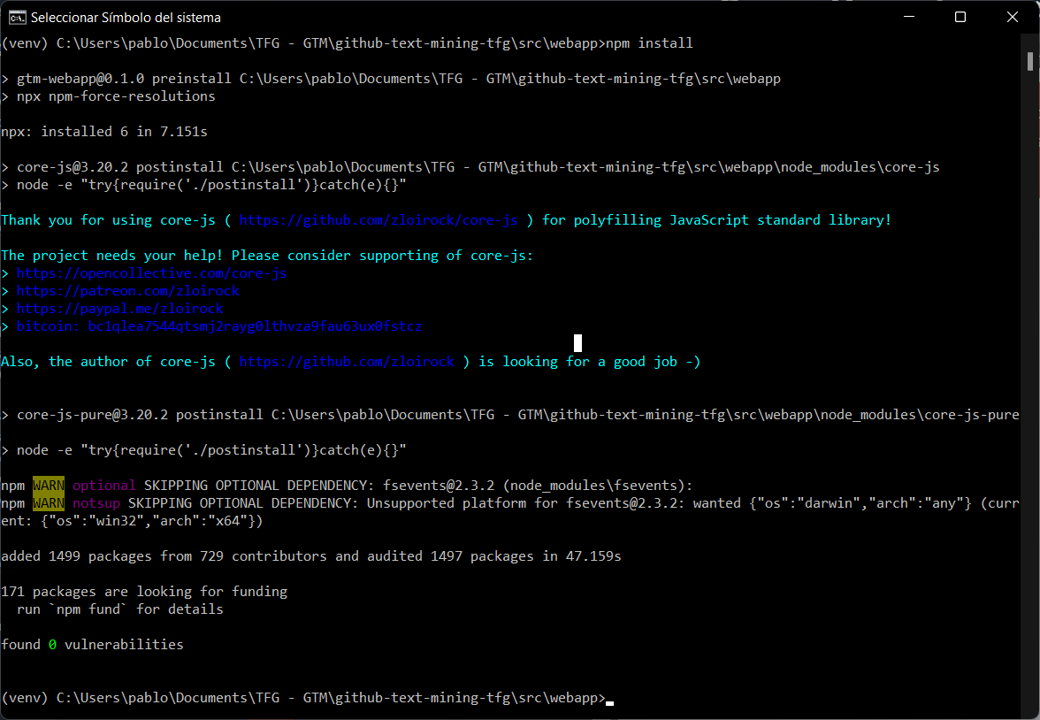 Seleccionar Símbolo del sistema
(venv) C:\Users\pablo\Documents\TFG - GTM\github-text-mining-tfg\src\webapp>npm install
> gtm-webapp@0.1.0 preinstall C:\Users\pablo\Documents\TFG - GTM\github-text-mining-tfg\src\webapp
> npx npm-force-resolutions
npx: installed 6 in 7.151s
> core-js@3.20.2 postinstall C:\Users\pablo\Documents\TFG - GTM\github-text-mining-tfg\src\webapp\node_modules\core-js
> node -e "try{require('./postinstall')}catch(e){}"
Thank you for using core-js ( https://github.com/zloirock/core-js ) for polyfilling JavaScript standard library!
The project needs your help! Please consider supporting of core-js:
> https://opencollective.com/core-js
> https://patreon.com/zloirock
> https://paypal.me/zloirock
> bitcoin: bc1qlea7544qtsmj2rayg0lthvza9fau63ux0fstcz
Also, the author of core-js ( https://github.com/zloirock ) is looking for a good job -)
> core-js-pure@3.20.2 postinstall C:\Users\pablo\Documents\TFG - GTM\github-text-mining-tfg\src\webapp\node_modules\core-js-pure
> node -e "try{require('./postinstall')}catch(e){}"
npm WARN optional SKIPPING OPTIONAL DEPENDENCY: fsevents@2.3.2 (node_modules\fsevents):
npm WARN notsup SKIPPING OPTIONAL DEPENDENCY: Unsupported platform for fsevents@2.3.2: wanted {"os":"darwin","arch":"any"} (curr
ent: {"os":"win32","arch":"x64"})
added 1499 packages from 729 contributors and audited 1497 packages in 47.159s
171 packages are looking for funding
run `npm fund` for details
found 0 vulnerabilities
(venv) C:\Users\pablo\Documents\TFG - GTM\github-text-mining-tfg\src\webapp>